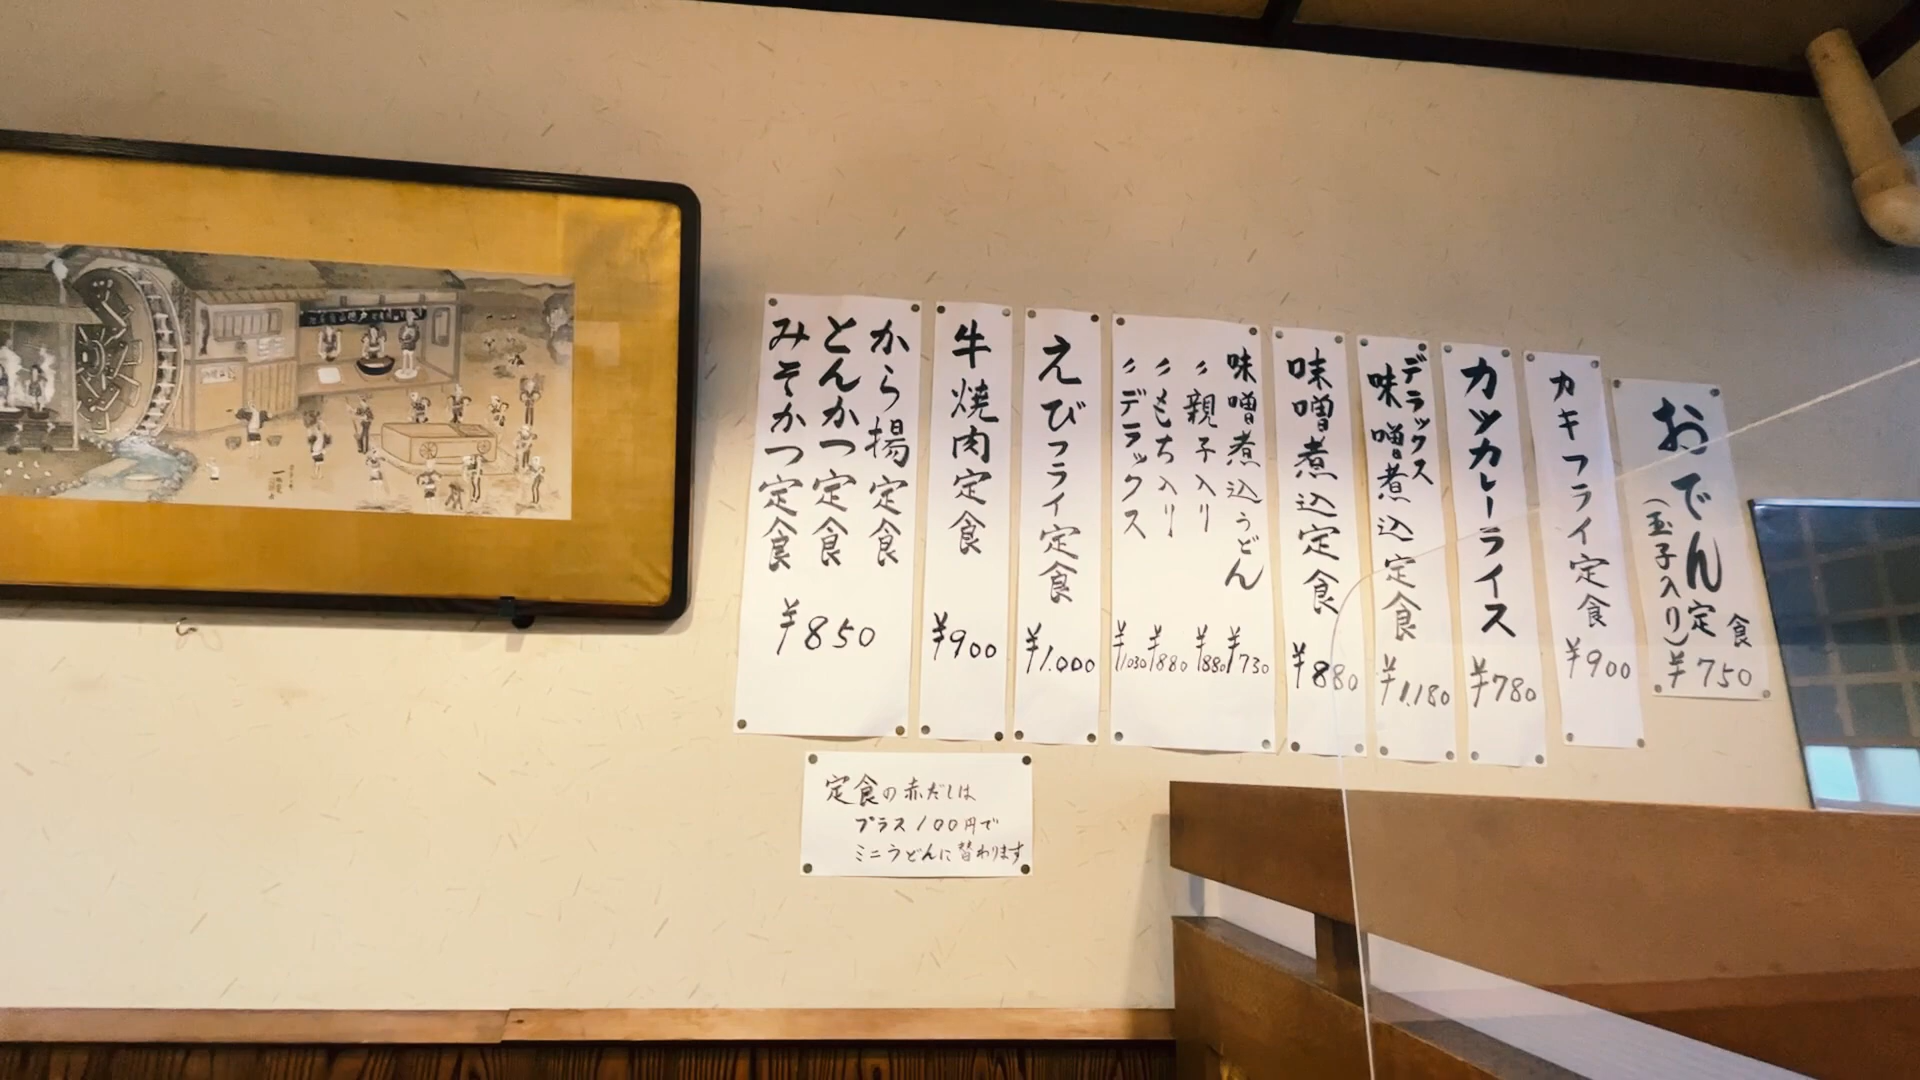 おでん定食
（玉子入り）
¥750
カキフライ定食
¥900
カツカレーライス
¥780
デラックス
味噌煮込定食
¥1,180
味噌煮込定食
¥880
味噌煮込うどん ¥730
〃親子入り ¥880
〃もち入り ¥880
〃デラックス ¥1030
えびフライ定食
¥1,000
牛焼肉定食
¥900
から揚定食
とんかつ定食
みそかつ定食
¥850
定食の赤だしは
プラス100円で
ミニうどんに替わります